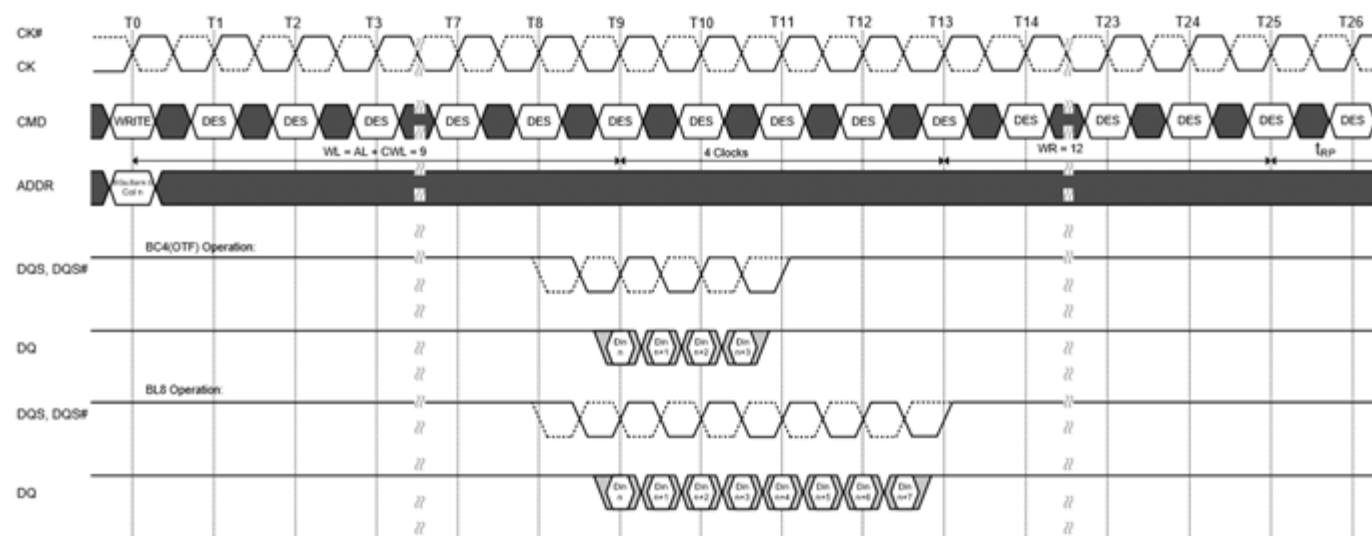 T0 T1 T2 T3 T7 T8 T9 T10 T11 T12 T13 T14 T23 T24 T25 T26
CK#
CK
CMD WRITE DES DES DES DES DES DES DES DES DES DES DES DES DES DES DES
WL = AL + CWL = 9 4 Clocks WR = 12 tRP
ADDR
Col n
BC4(OTF) Operation:
DQS, DQS#
DQ Din n Din n+1 Din n+2 Din n+3
BL8 Operation:
DQS, DQS#
DQ Din n Din n+1 Din n+2 Din n+3 Din n+4 Din n+5 Din n+6 Din n+7